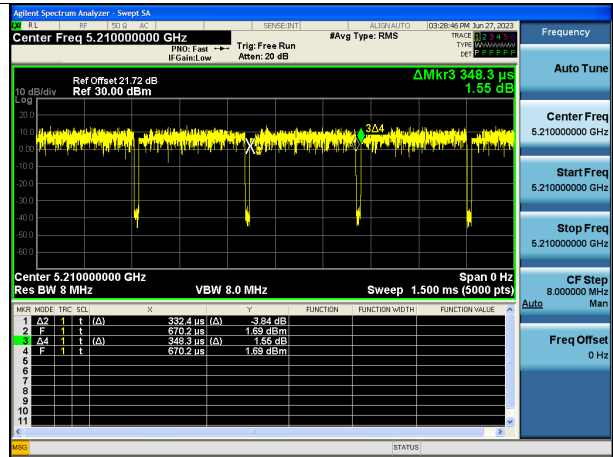 Agilent Spectrum Analyzer - Swept SA
RL RF 50 Ω AC SENSE:INT ALIGN AUTO 03:28:46 PM Jun 27, 2023
Center Freq 5.210000000 GHz
PNO: Fast
IFGain:Low
Trig: Free Run
Atten: 20 dB
#Avg Type: RMS
TRACE 1 2 3 4 5 6
TYPE
DET P P P P P P
Frequency
Ref Offset 21.72 dB
10 dB/div Ref 30.00 dBm
ΔMkr3 348.3 µs
1.55 dB
Log
20.0
10.0
0.00
-10.0
-20.0
-30.0
-40.0
-50.0
-60.0
3Δ4
Center 5.210000000 GHz Span 0 Hz
Res BW 8 MHz VBW 8.0 MHz Sweep 1.500 ms (5000 pts)
MKR MODE TRC SCL X Y FUNCTION FUNCTION WIDTH FUNCTION VALUE
1 Δ2 1 t (Δ) 332.4 µs (Δ) -3.84 dB
2 F 1 t 670.2 µs 1.69 dBm
3 Δ4 1 t (Δ) 348.3 µs (Δ) 1.55 dB
4 F 1 t 670.2 µs 1.69 dBm
5
6
7
8
9
10
11
Auto Tune
Center Freq
5.210000000 GHz
Start Freq
5.210000000 GHz
Stop Freq
5.210000000 GHz
CF Step
8.000000 MHz
Auto Man
Freq Offset
0 Hz
MSG STATUS